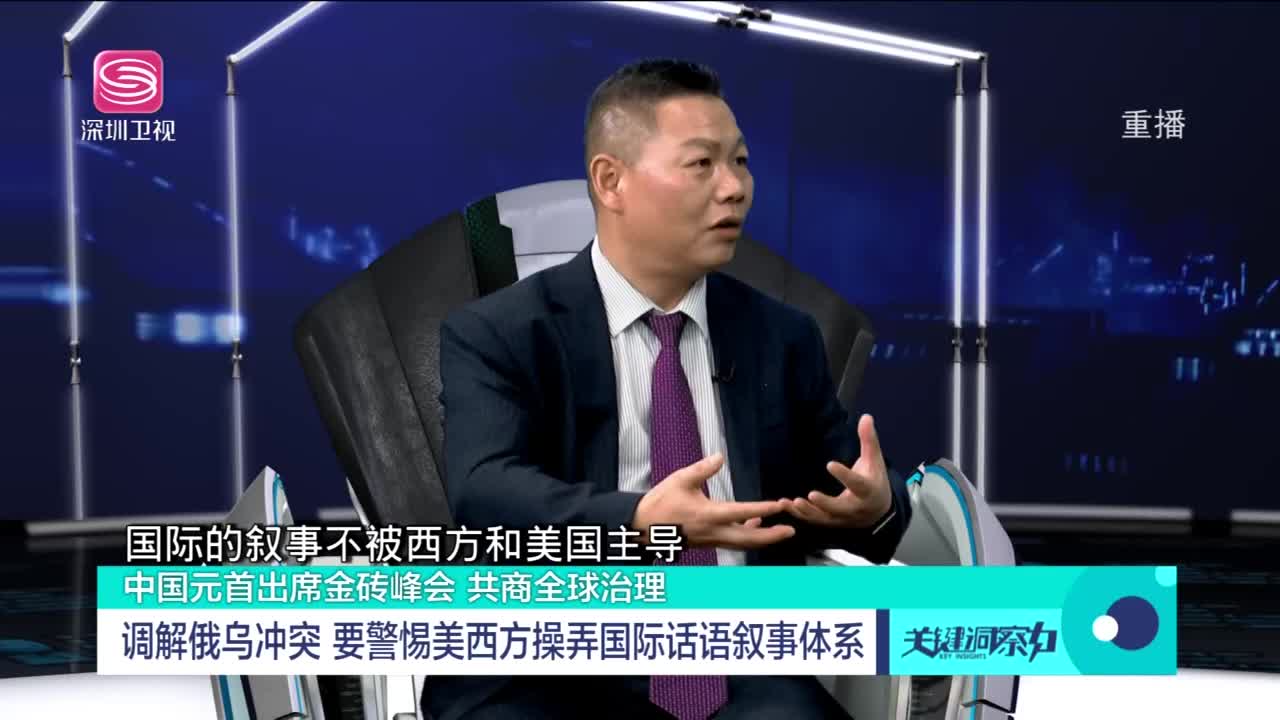 深圳卫视
重播
国际的叙事不被西方和美国主导
中国元首出席金砖峰会 共商全球治理
调解俄乌冲突 要警惕美西方操弄国际话语叙事体系
关键洞察力
KEY INSIGHTS